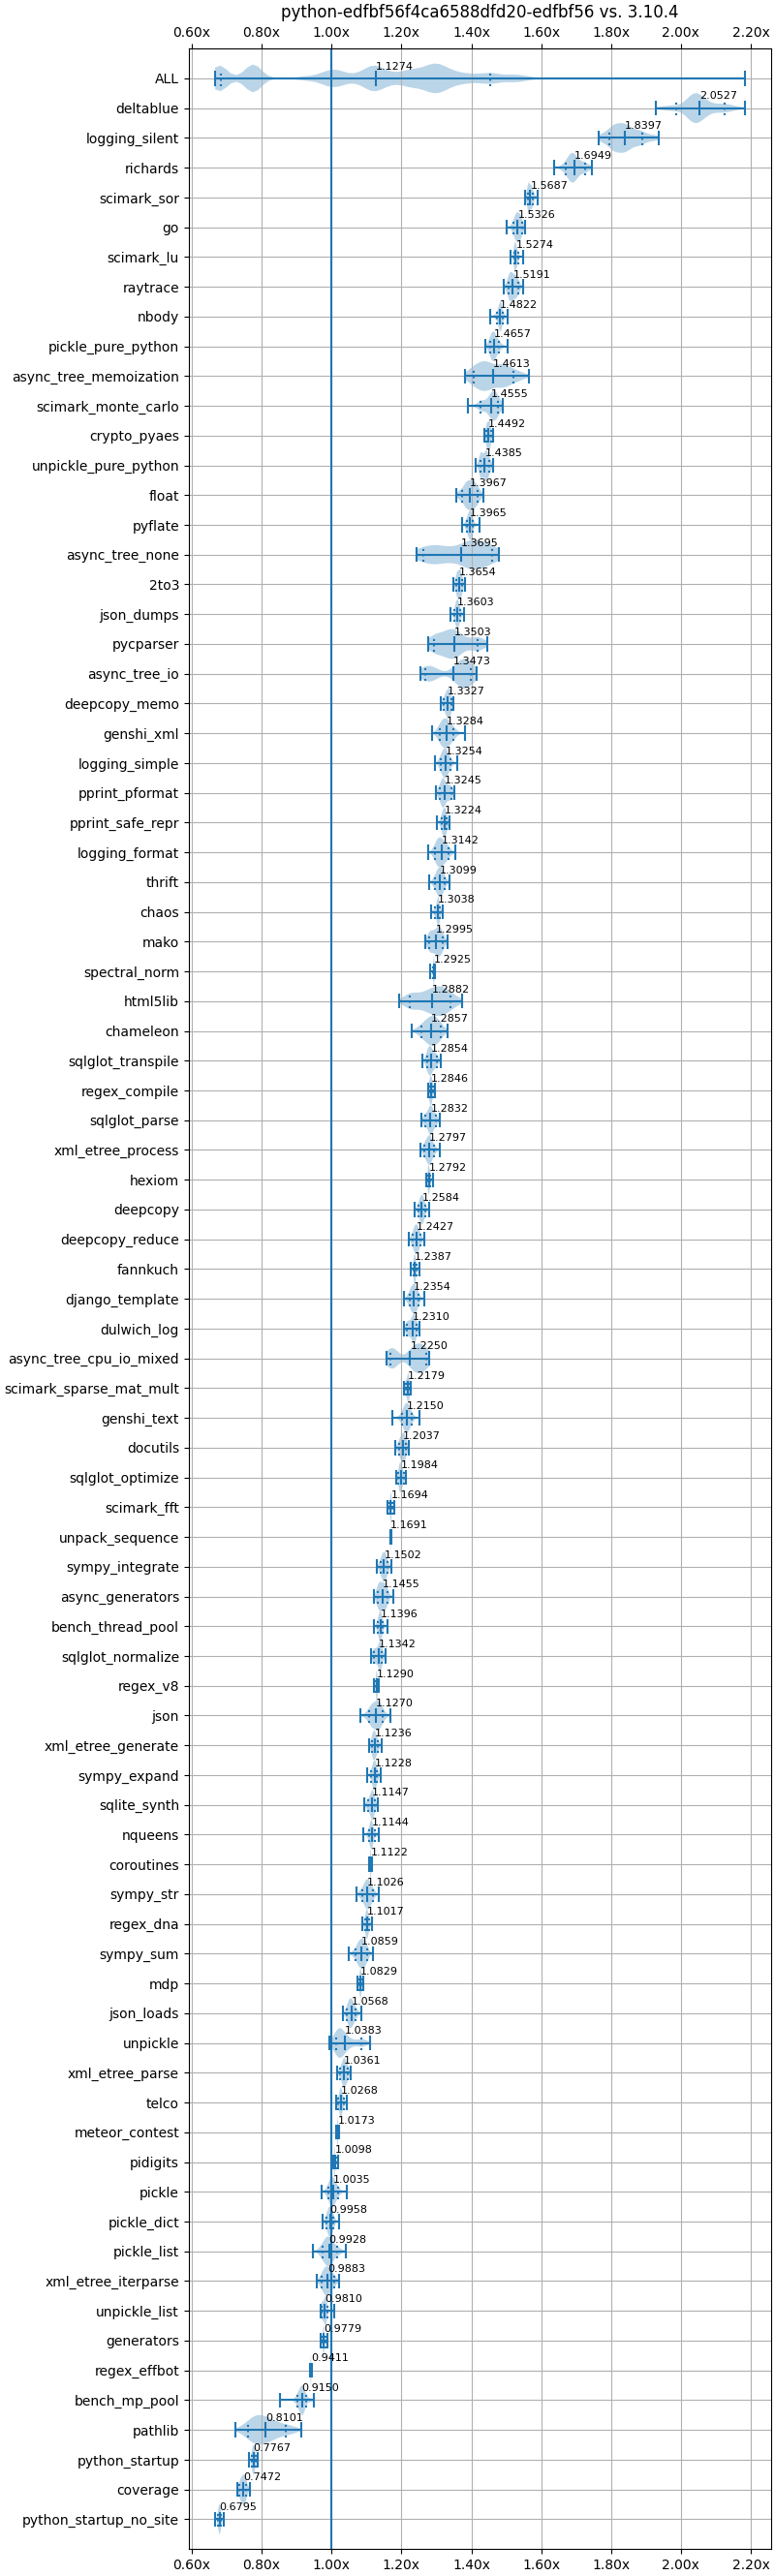 python-edfbf56f4ca6588dfd20-edfbf56 vs. 3.10.4
0.60x 0.80x 1.00x 1.20x 1.40x 1.60x 1.80x 2.00x 2.20x
ALL 1.1274
deltablue 2.0527
logging_silent 1.8397
richards 1.6949
scimark_sor 1.5687
go 1.5326
scimark_lu 1.5274
raytrace 1.5191
nbody 1.4822
pickle_pure_python 1.4657
async_tree_memoization 1.4613
scimark_monte_carlo 1.4555
crypto_pyaes 1.4492
unpickle_pure_python 1.4385
float 1.3967
pyflate 1.3965
async_tree_none 1.3695
2to3 1.3654
json_dumps 1.3603
pycparser 1.3503
async_tree_io 1.3473
deepcopy_memo 1.3327
genshi_xml 1.3284
logging_simple 1.3254
pprint_pformat 1.3245
pprint_safe_repr 1.3224
logging_format 1.3142
thrift 1.3099
chaos 1.3038
mako 1.2995
spectral_norm 1.2925
html5lib 1.2882
chameleon 1.2857
sqlglot_transpile 1.2854
regex_compile 1.2846
sqlglot_parse 1.2832
xml_etree_process 1.2797
hexiom 1.2792
deepcopy 1.2584
deepcopy_reduce 1.2427
fannkuch 1.2387
django_template 1.2354
dulwich_log 1.2310
async_tree_cpu_io_mixed 1.2250
scimark_sparse_mat_mult 1.2179
genshi_text 1.2150
docutils 1.2037
sqlglot_optimize 1.1984
scimark_fft 1.1694
unpack_sequence 1.1691
sympy_integrate 1.1502
async_generators 1.1455
bench_thread_pool 1.1396
sqlglot_normalize 1.1342
regex_v8 1.1290
json 1.1270
xml_etree_generate 1.1236
sympy_expand 1.1228
sqlite_synth 1.1147
nqueens 1.1144
coroutines 1.1122
sympy_str 1.1026
regex_dna 1.1017
sympy_sum 1.0859
mdp 1.0829
json_loads 1.0568
unpickle 1.0383
xml_etree_parse 1.0361
telco 1.0268
meteor_contest 1.0173
pidigits 1.0098
pickle 1.0035
pickle_dict 0.9958
pickle_list 0.9928
xml_etree_iterparse 0.9883
unpickle_list 0.9810
generators 0.9779
regex_effbot 0.9411
bench_mp_pool 0.9150
pathlib 0.8101
python_startup 0.7767
coverage 0.7472
python_startup_no_site 0.6795
0.60x 0.80x 1.00x 1.20x 1.40x 1.60x 1.80x 2.00x 2.20x